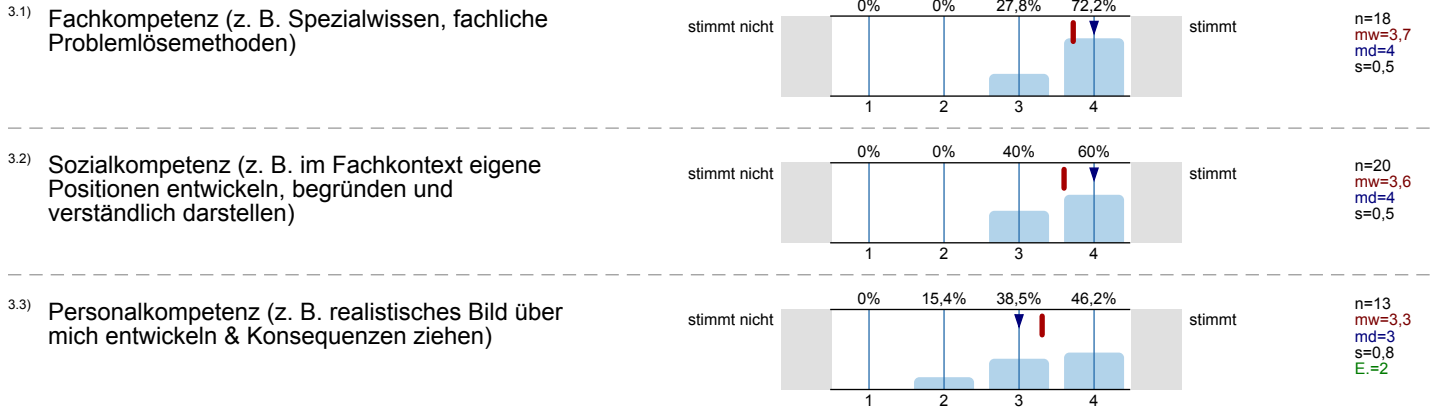 3.1) Fachkompetenz (z. B. Spezialwissen, fachliche
Problemlösemethoden)
stimmt nicht
0% 0% 27,8% 72,2%
1 2 3 4
stimmt
n=18
mw=3,7
md=4
s=0,5
3.2) Sozialkompetenz (z. B. im Fachkontext eigene
Positionen entwickeln, begründen und
verständlich darstellen)
stimmt nicht
0% 0% 40% 60%
1 2 3 4
stimmt
n=20
mw=3,6
md=4
s=0,5
3.3) Personalkompetenz (z. B. realistisches Bild über
mich entwickeln & Konsequenzen ziehen)
stimmt nicht
0% 15,4% 38,5% 46,2%
1 2 3 4
stimmt
n=13
mw=3,3
md=3
s=0,8
E.=2